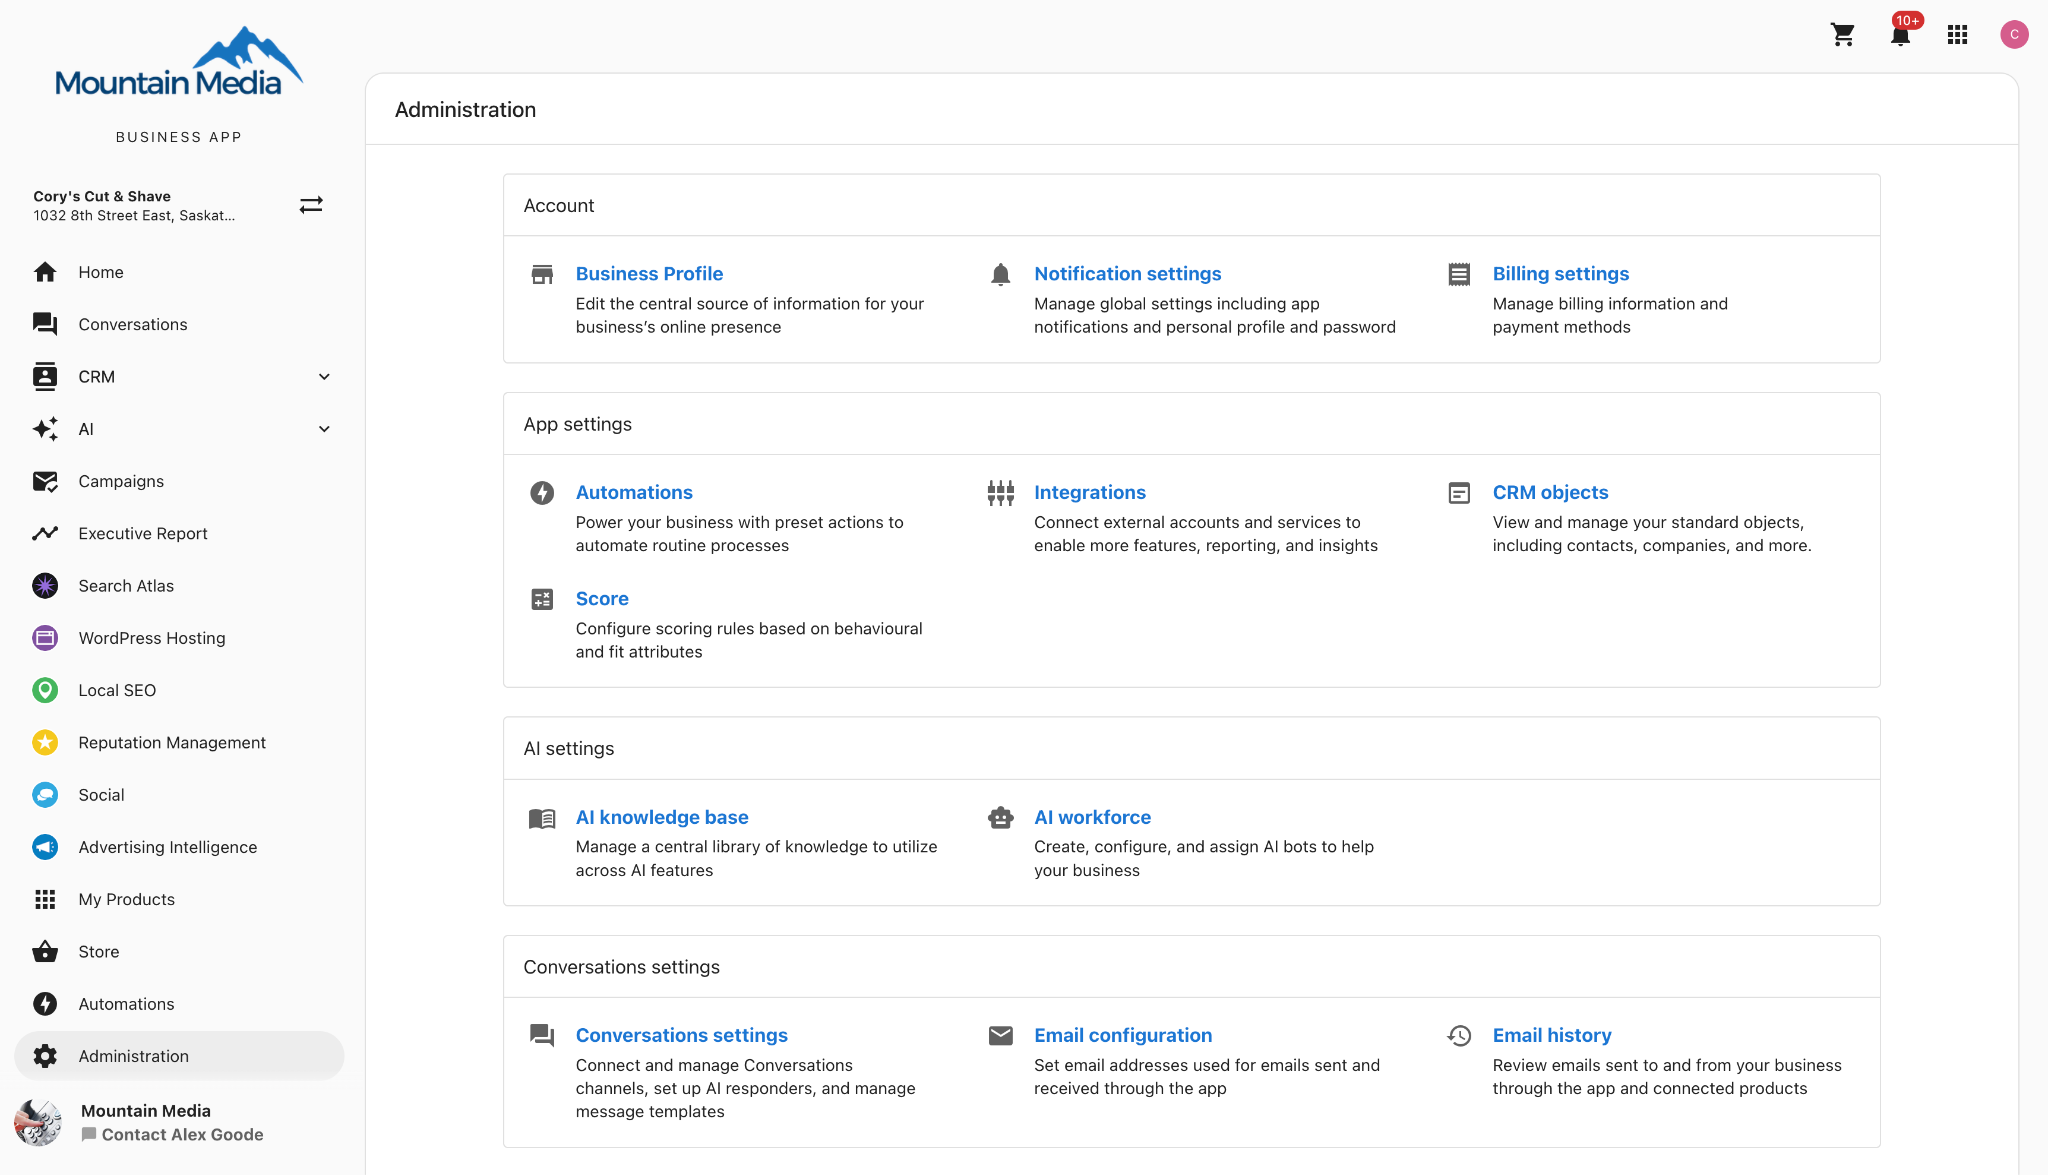 Mountain Media
BUSINESS APP
Cory's Cut & Shave
1032 8th Street East, Saskat...
Home
Conversations
CRM
AI
Campaigns
Executive Report
Search Atlas
WordPress Hosting
Local SEO
Reputation Management
Social
Advertising Intelligence
My Products
Store
Automations
Administration
Mountain Media
Contact Alex Goode
10+
C
Administration
Account
Business Profile
Edit the central source of information for your
business’s online presence
Notification settings
Manage global settings including app
notifications and personal profile and password
Billing settings
Manage billing information and
payment methods
App settings
Automations
Power your business with preset actions to
automate routine processes
Integrations
Connect external accounts and services to
enable more features, reporting, and insights
CRM objects
View and manage your standard objects,
including contacts, companies, and more.
Score
Configure scoring rules based on behavioural
and fit attributes
AI settings
AI knowledge base
Manage a central library of knowledge to utilize
across AI features
AI workforce
Create, configure, and assign AI bots to help
your business
Conversations settings
Conversations settings
Connect and manage Conversations
channels, set up AI responders, and manage
message templates
Email configuration
Set email addresses used for emails sent and
received through the app
Email history
Review emails sent to and from your business
through the app and connected products